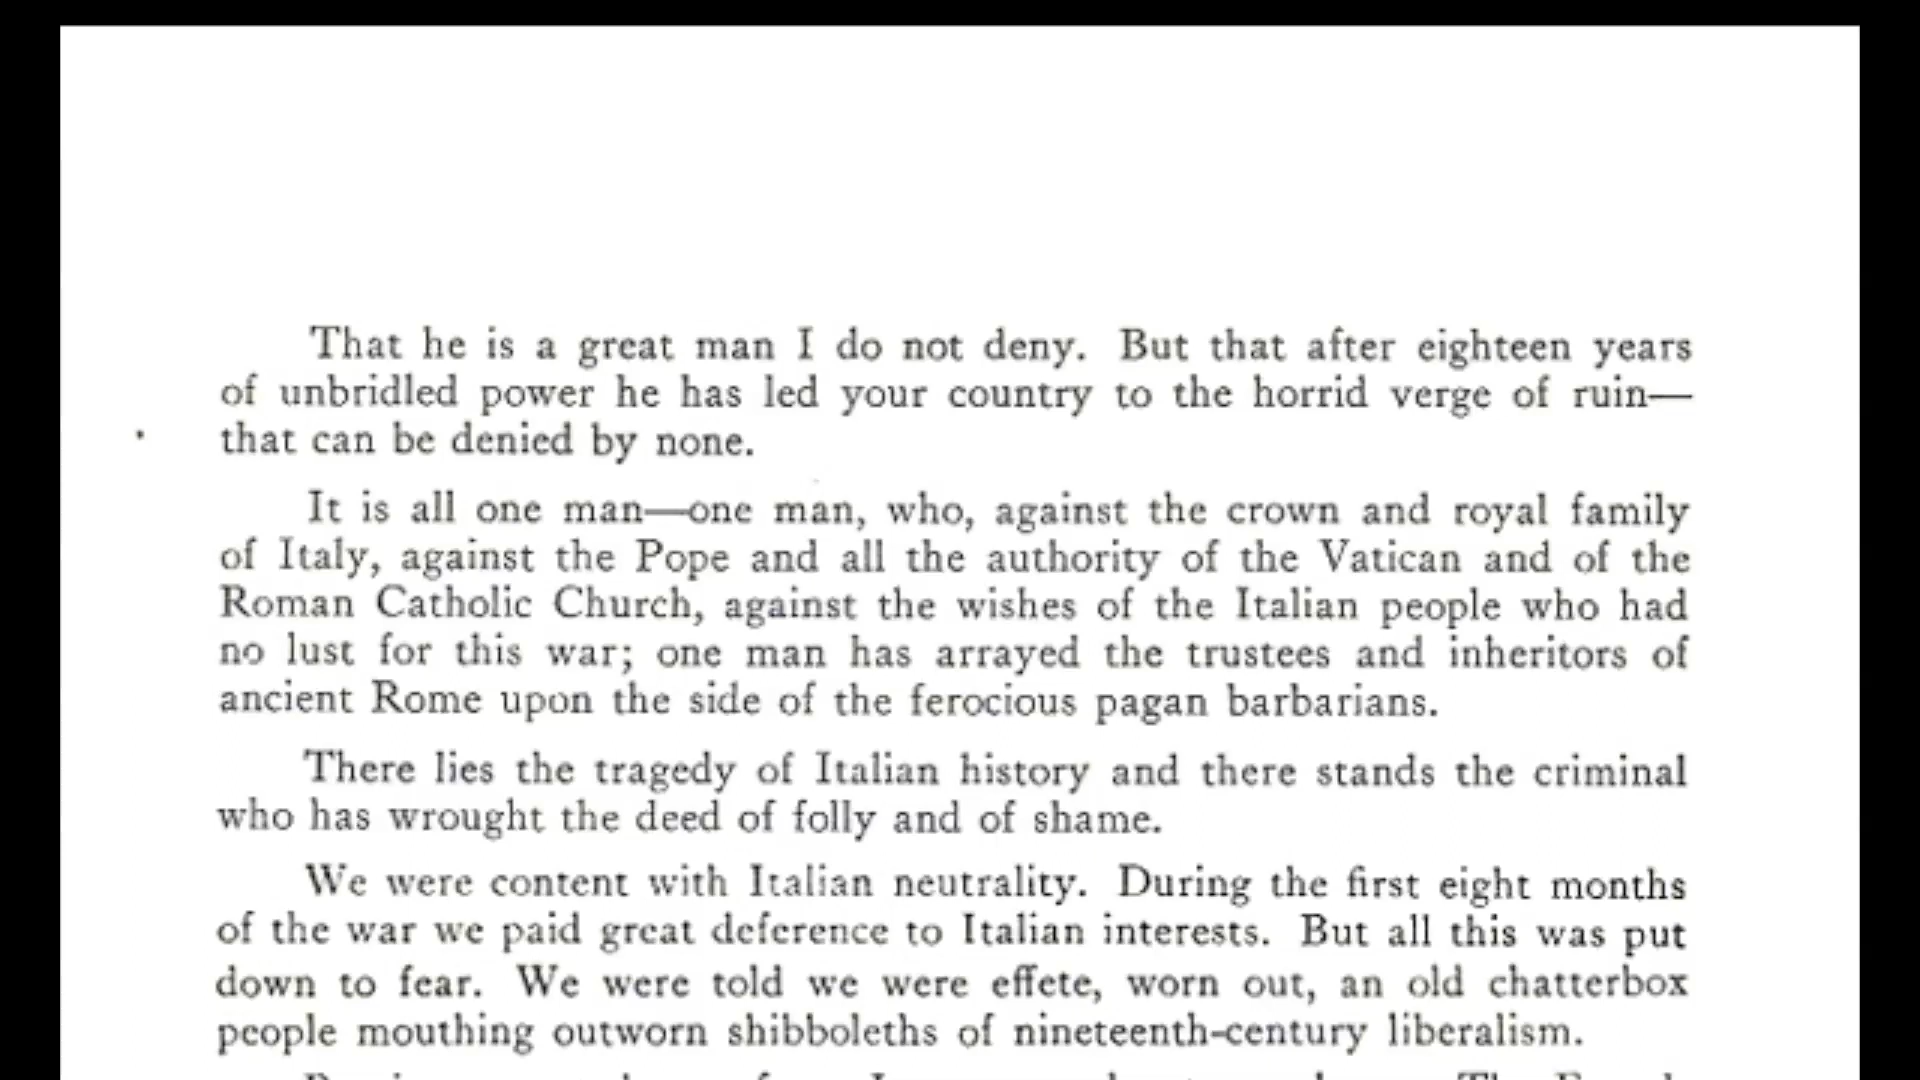 That he is a great man I do not deny. But that after eighteen years
of unbridled power he has led your country to the horrid verge of ruin—
that can be denied by none.
It is all one man—one man, who, against the crown and royal family
of Italy, against the Pope and all the authority of the Vatican and of the
Roman Catholic Church, against the wishes of the Italian people who had
no lust for this war; one man has arrayed the trustees and inheritors of
ancient Rome upon the side of the ferocious pagan barbarians.
There lies the tragedy of Italian history and there stands the criminal
who has wrought the deed of folly and of shame.
We were content with Italian neutrality. During the first eight months
of the war we paid great deference to Italian interests. But all this was put
down to fear. We were told we were effete, worn out, an old chatterbox
people mouthing outworn shibboleths of nineteenth-century liberalism.